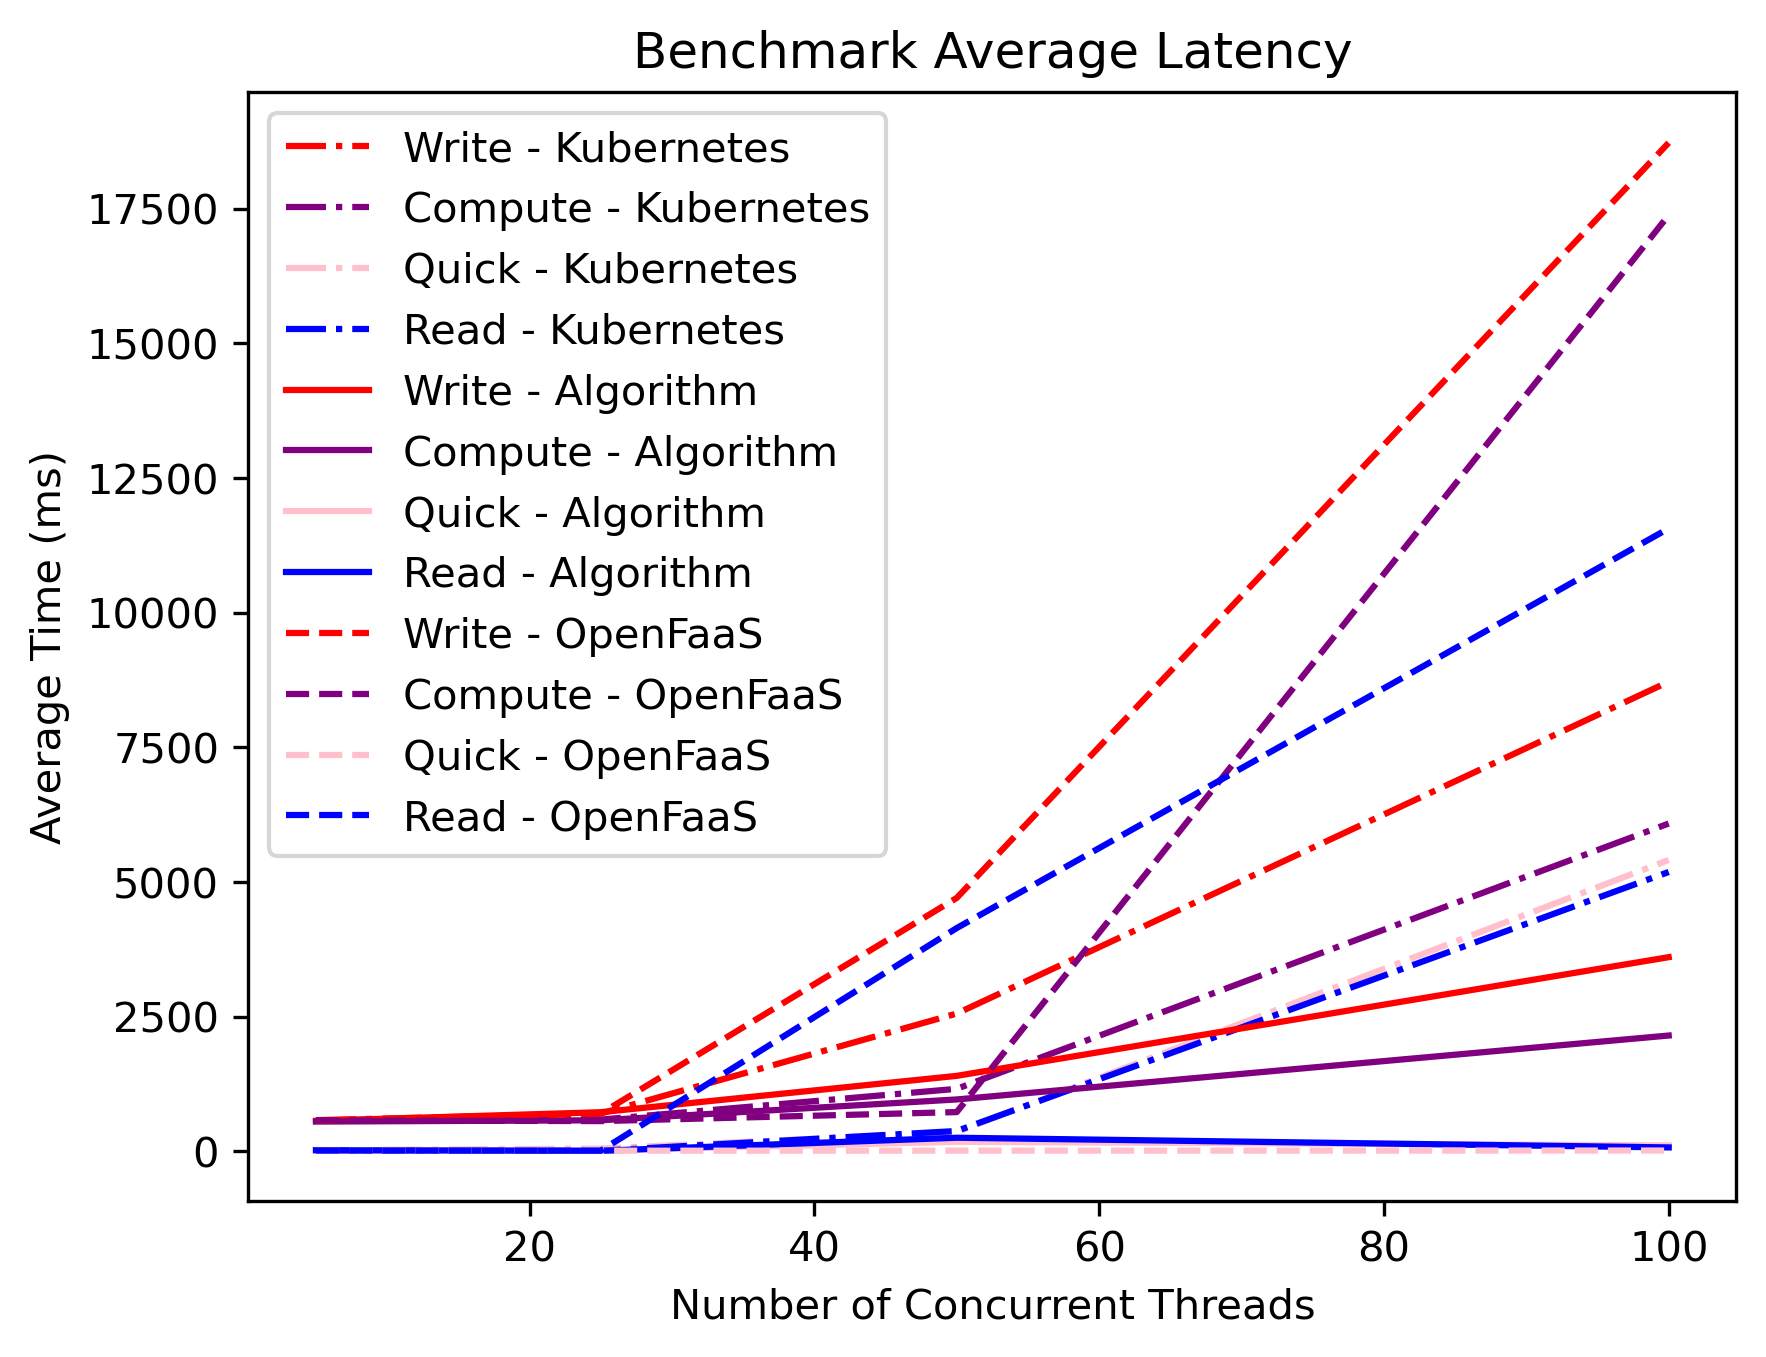 Benchmark Average Latency
Write - Kubernetes
Compute - Kubernetes
Quick - Kubernetes
Read - Kubernetes
Write - Algorithm
Compute - Algorithm
Quick - Algorithm
Read - Algorithm
Write - OpenFaaS
Compute - OpenFaaS
Quick - OpenFaaS
Read - OpenFaaS
Average Time (ms)
17500
15000
12500
10000
7500
5000
2500
0
20 40 60 80 100
Number of Concurrent Threads